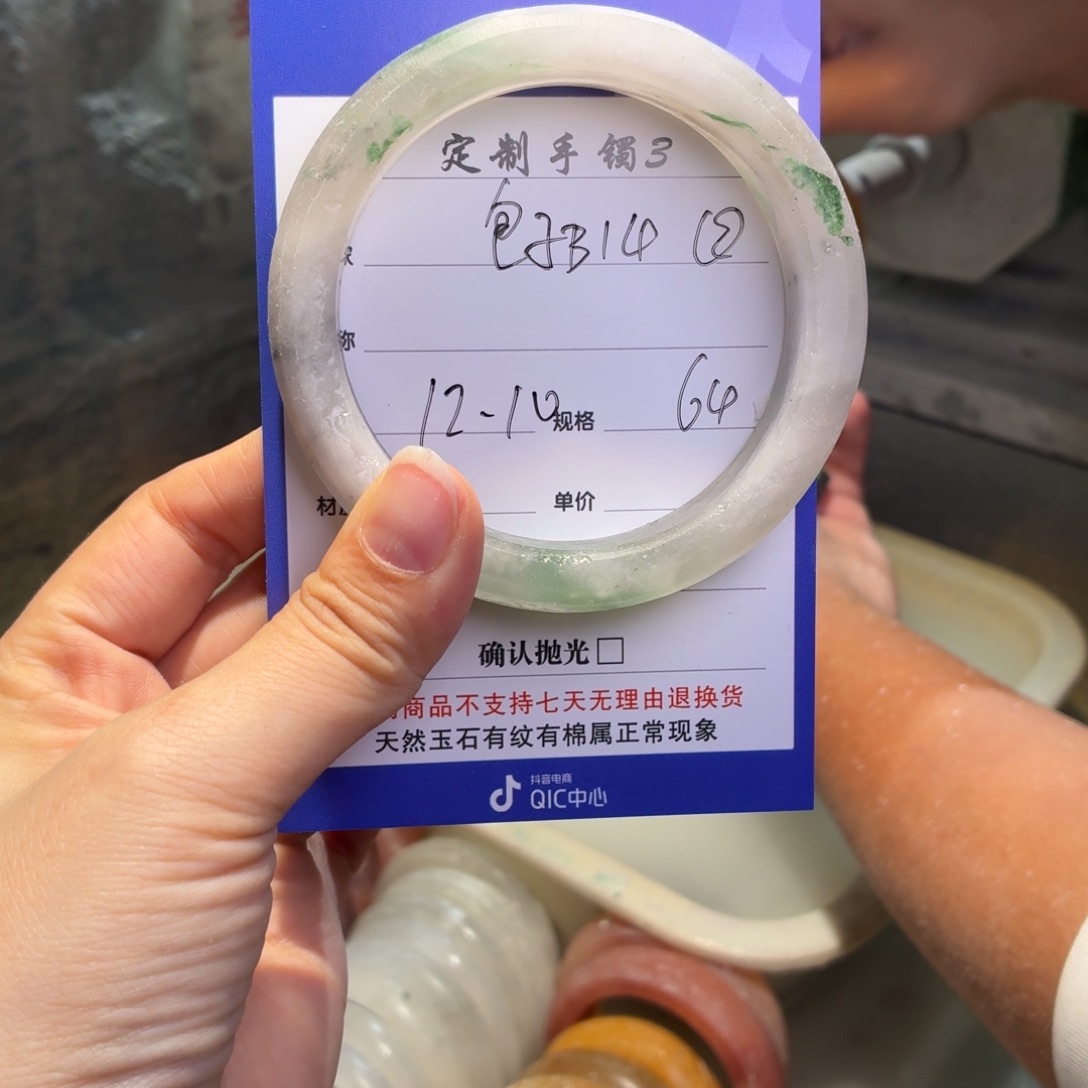 定制手镯3
包子B14 ②
称
12-10 规格 64
材 单价
确认抛光□
商品不支持七天无理由退换货
天然玉石有纹有棉属正常现象
抖音电商
QIC中心